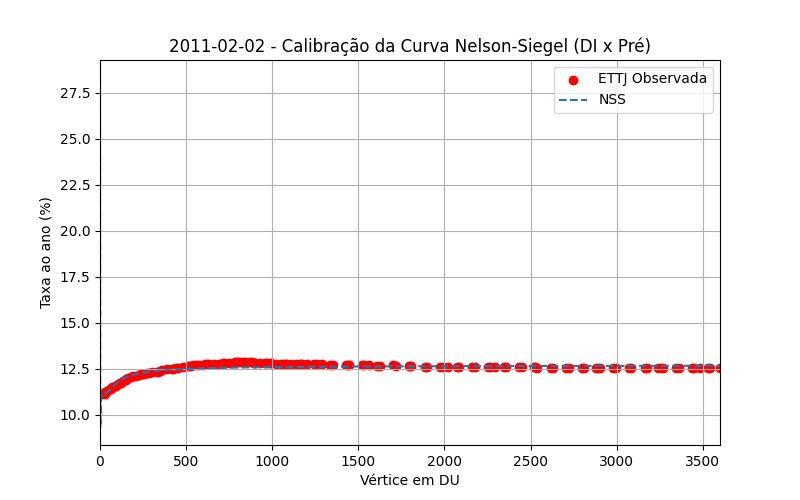 2011-02-02 - Calibração da Curva Nelson-Siegel (DI x Pré)
ETTJ Observada
NSS
Taxa ao ano (%)
27.5
25.0
22.5
20.0
17.5
15.0
12.5
10.0
0 500 1000 1500 2000 2500 3000 3500
Vértice em DU